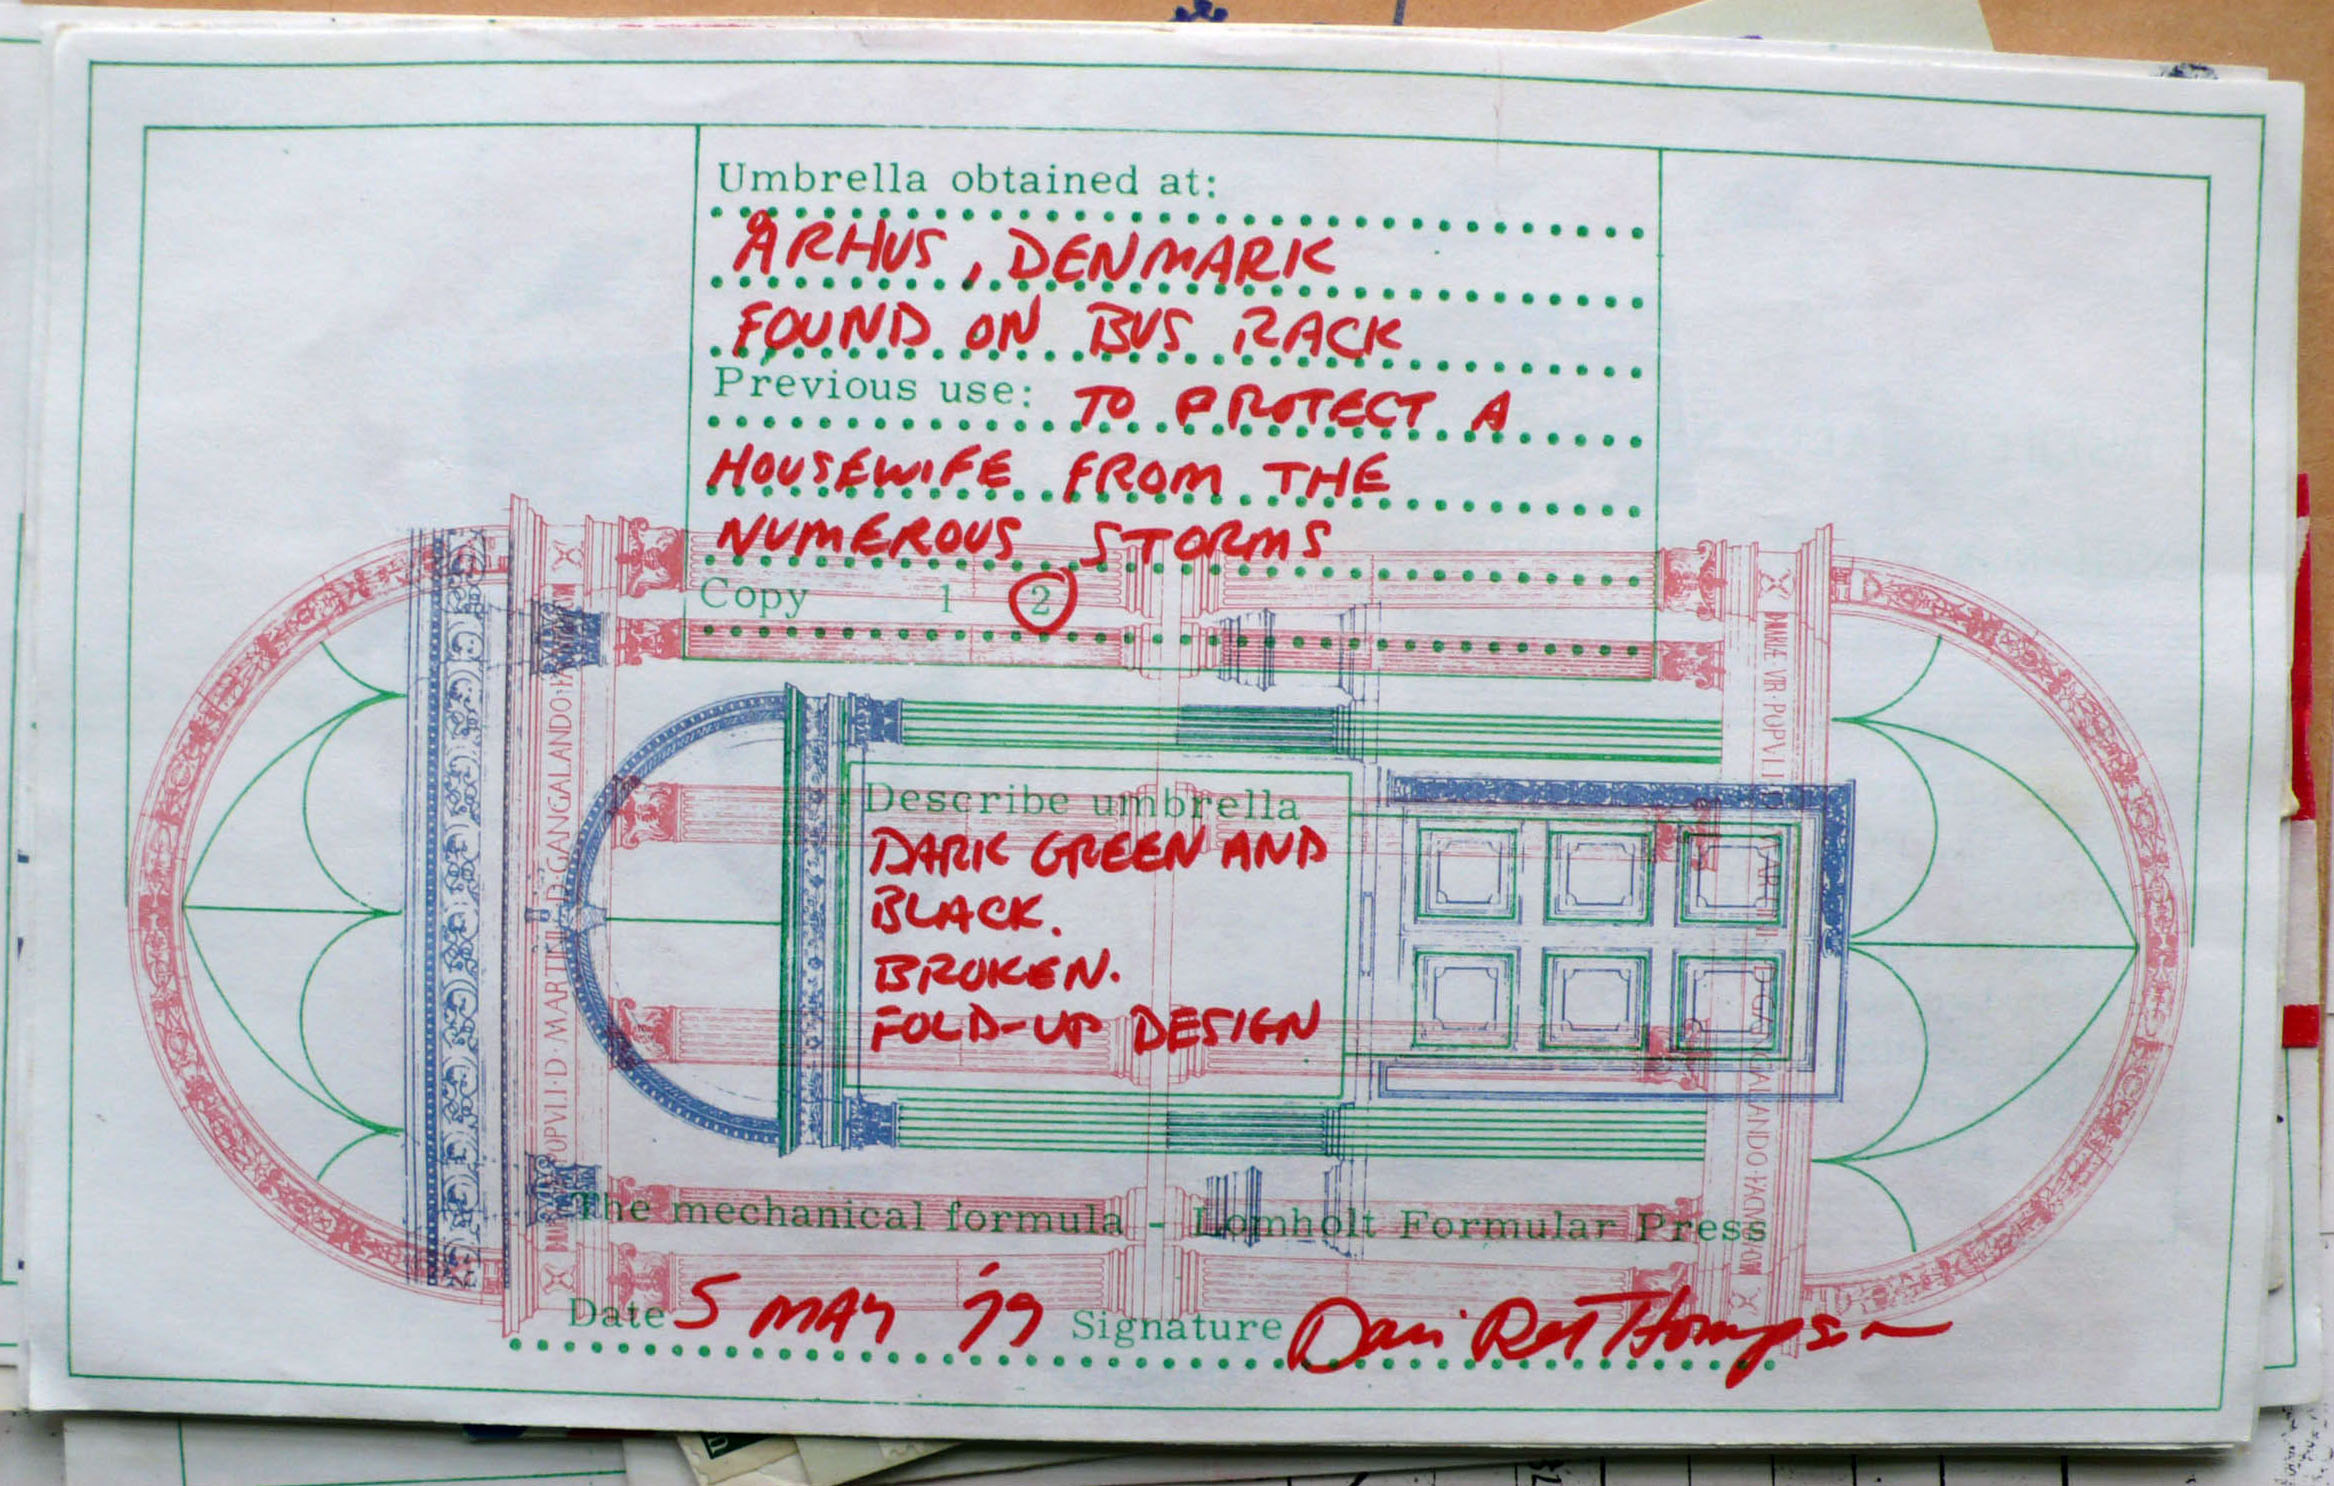 Umbrella obtained at:
ÅRHUS, DENMARK
FOUND ON BUS RACK
Previous use: TO PROTECT A
HOUSEWIFE FROM THE
NUMEROUS STORMS
Copy 1 2
Describe umbrella
DARK GREEN AND
BLACK.
BROKEN.
FOLD-UP DESIGN
The mechanical formula - Lomholt Formular Press
Date 5 MAY '79 Signature Thompson